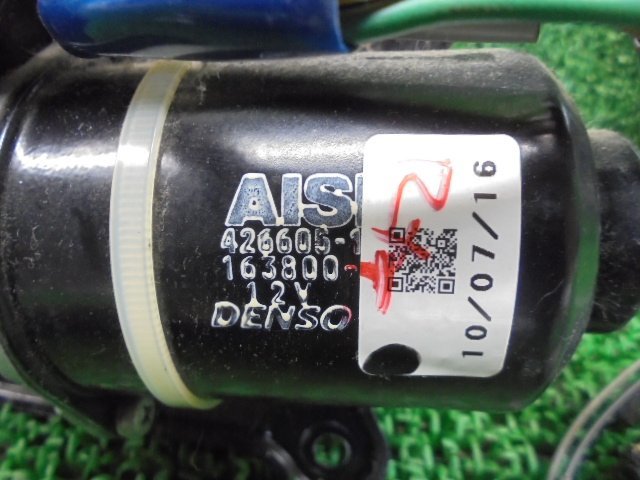 AISI
426605-1
163800-
12V
DENSO
10/07/16